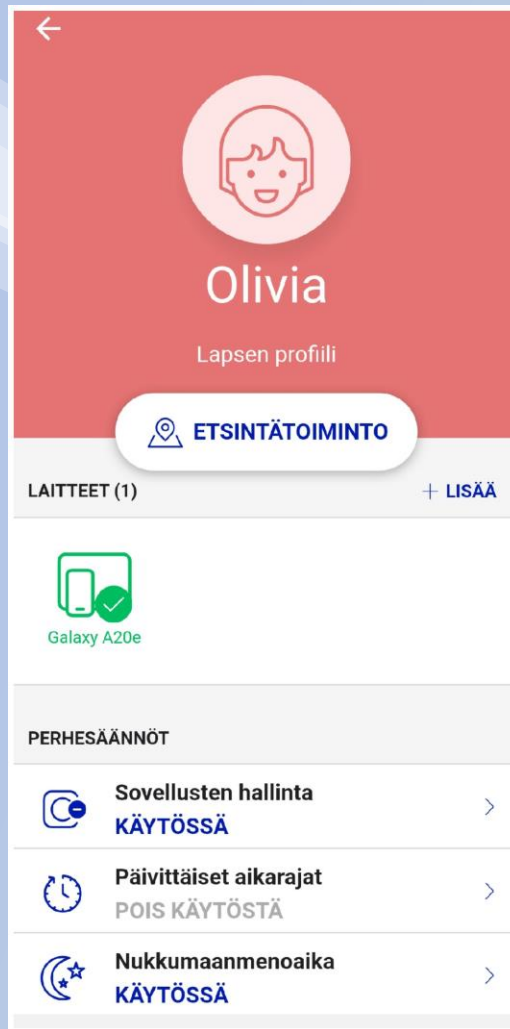 Olivia
Lapsen profiili
ETSINTÄTOIMINTO
LAITTEET (1)
+ LISÄÄ
Galaxy A20e
PERHESÄÄNNÖT
Sovellusten hallinta
KÄYTÖSSÄ
Päivittäiset aikarajat
POIS KÄYTÖSTÄ
Nukkumaanmenoaika
KÄYTÖSSÄ